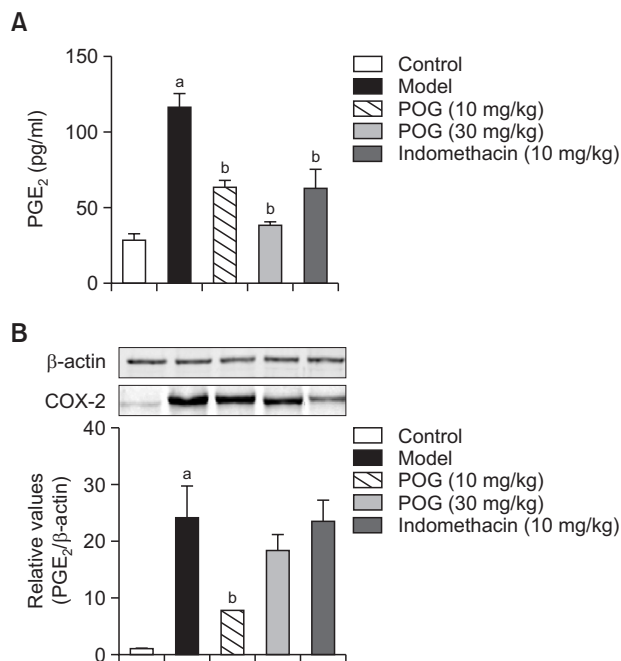 A
150
100
50
0
PGE₂ (pg/ml)
a
b
b
b
Control
Model
POG (10 mg/kg)
POG (30 mg/kg)
Indomethacin (10 mg/kg)
B
β-actin
COX-2
40
30
20
10
0
Relative values
(PGE₂/β-actin)
a
b
Control
Model
POG (10 mg/kg)
POG (30 mg/kg)
Indomethacin (10 mg/kg)